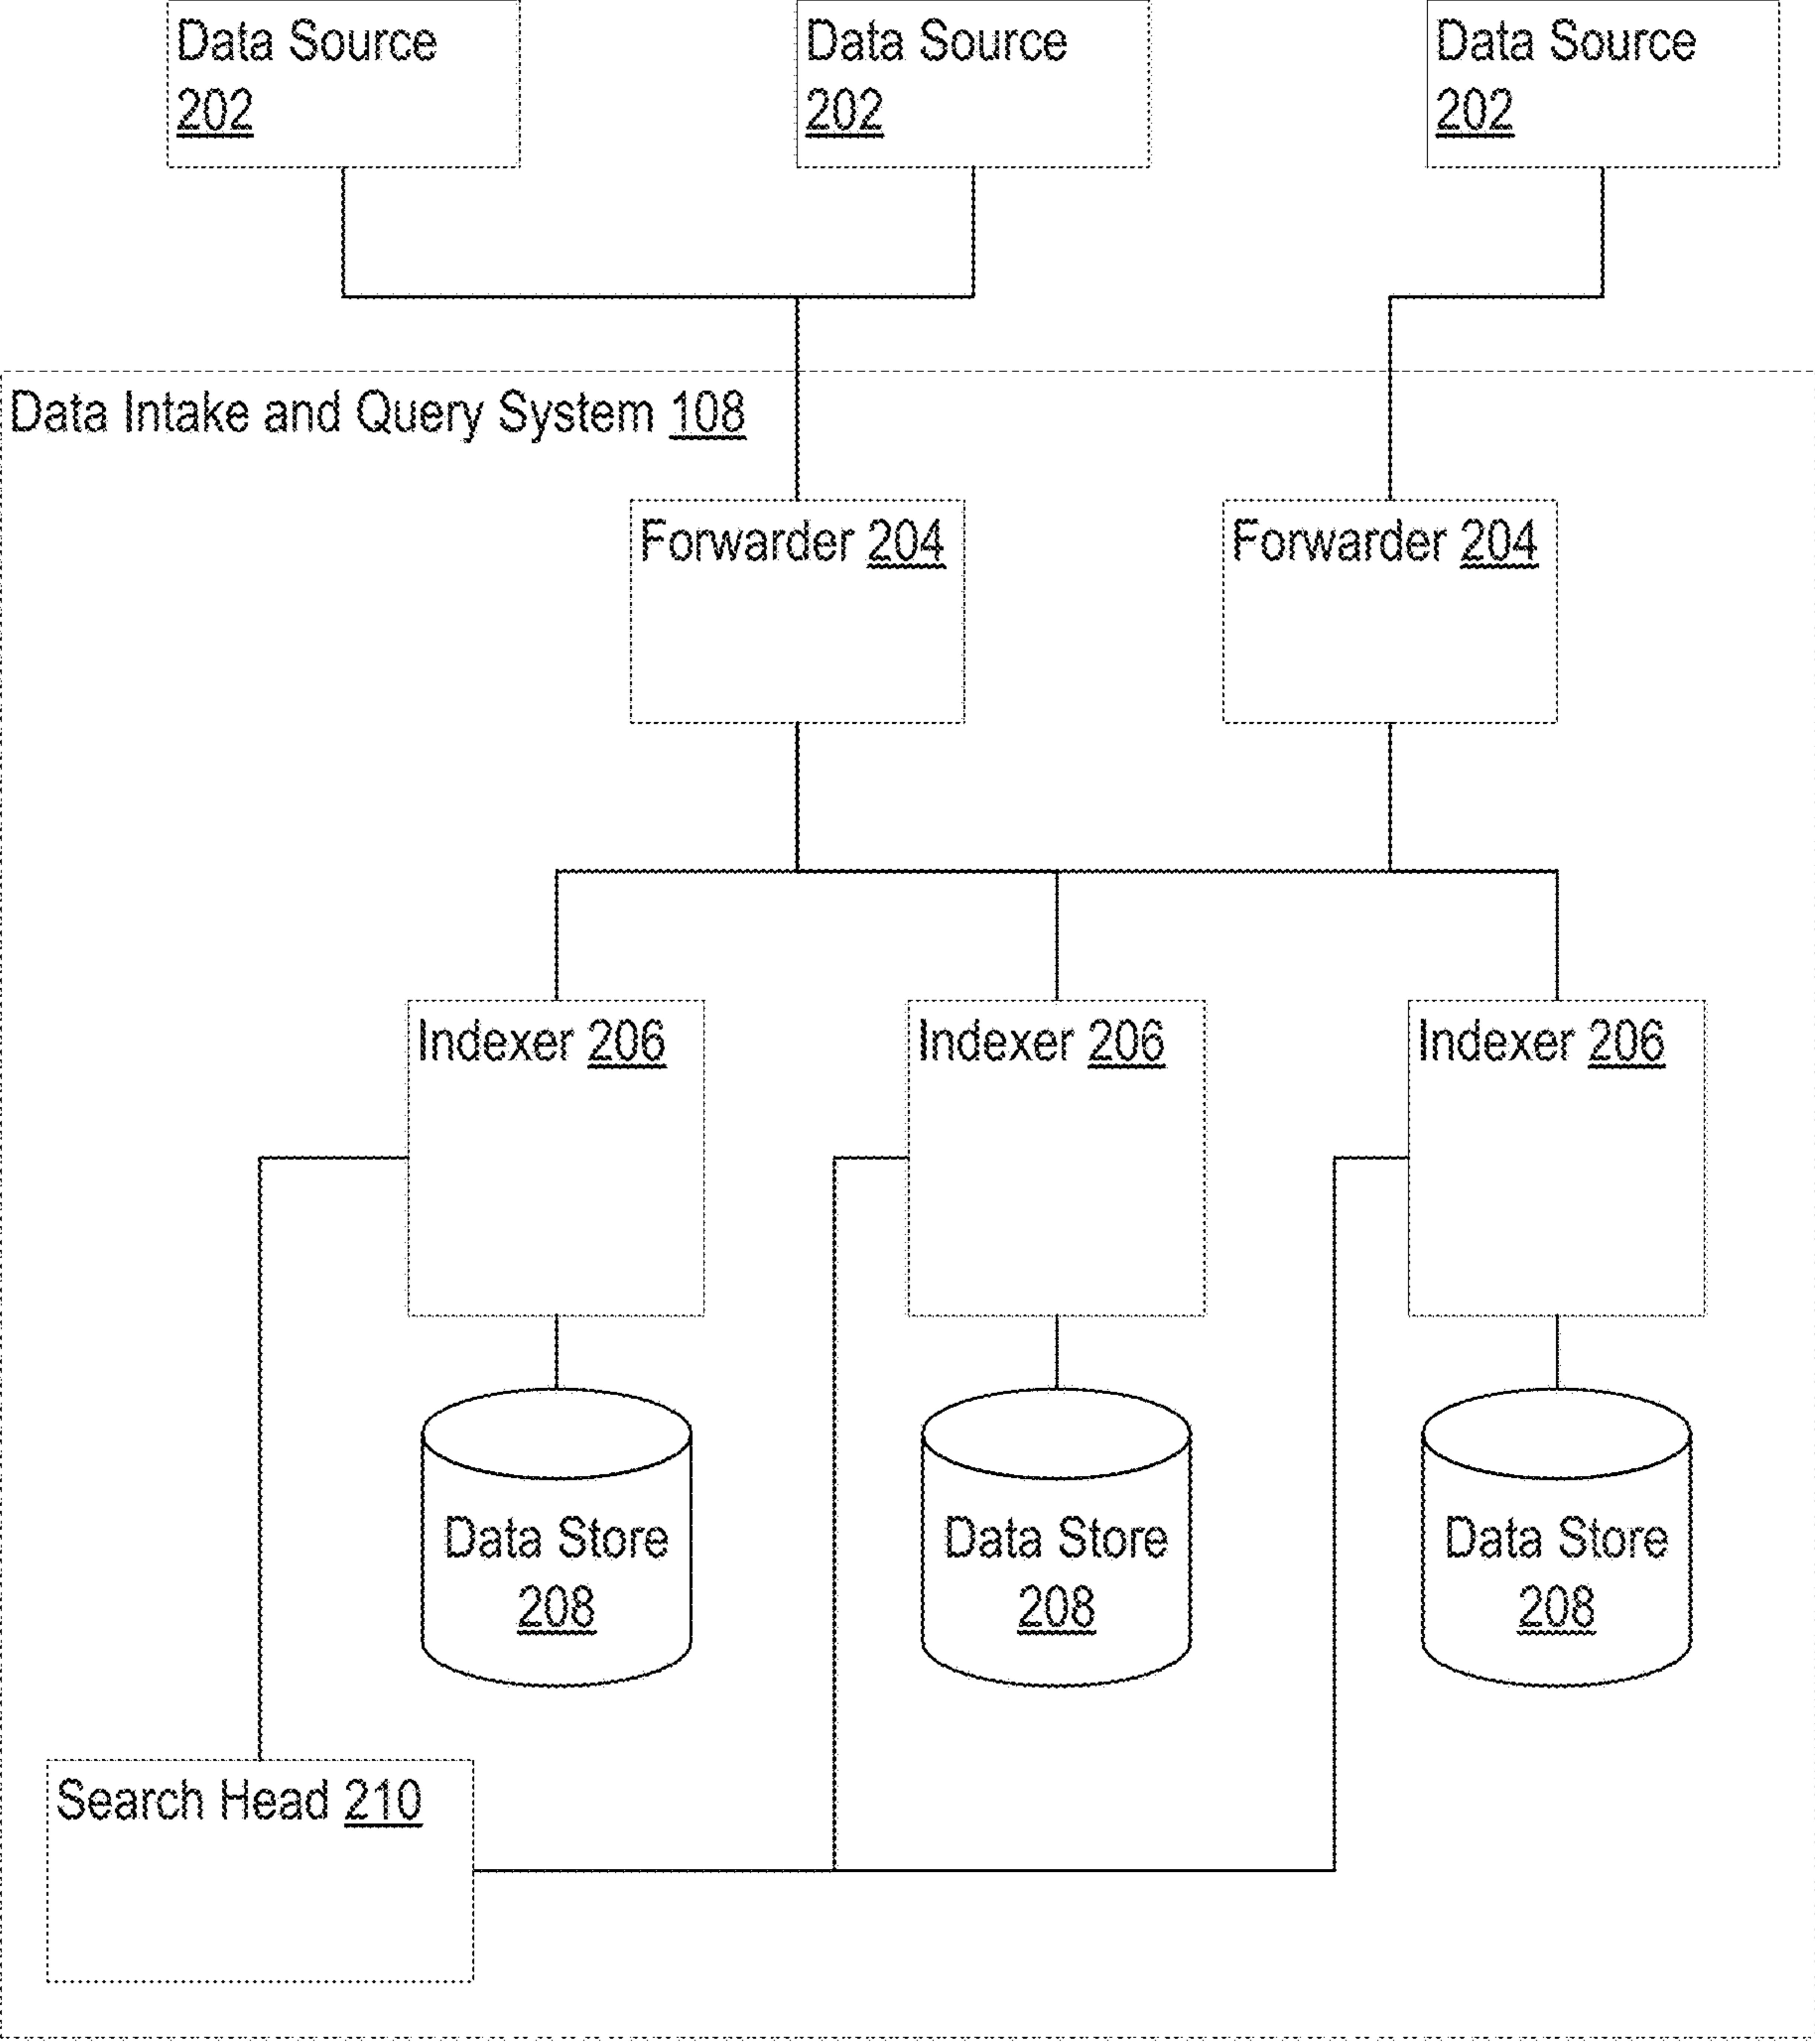 Data Source
202
Data Source
202
Data Source
202
Data Intake and Query System 108
Forwarder 204
Forwarder 204
Indexer 206
Indexer 206
Indexer 206
Data Store
208
Data Store
208
Data Store
208
Search Head 210